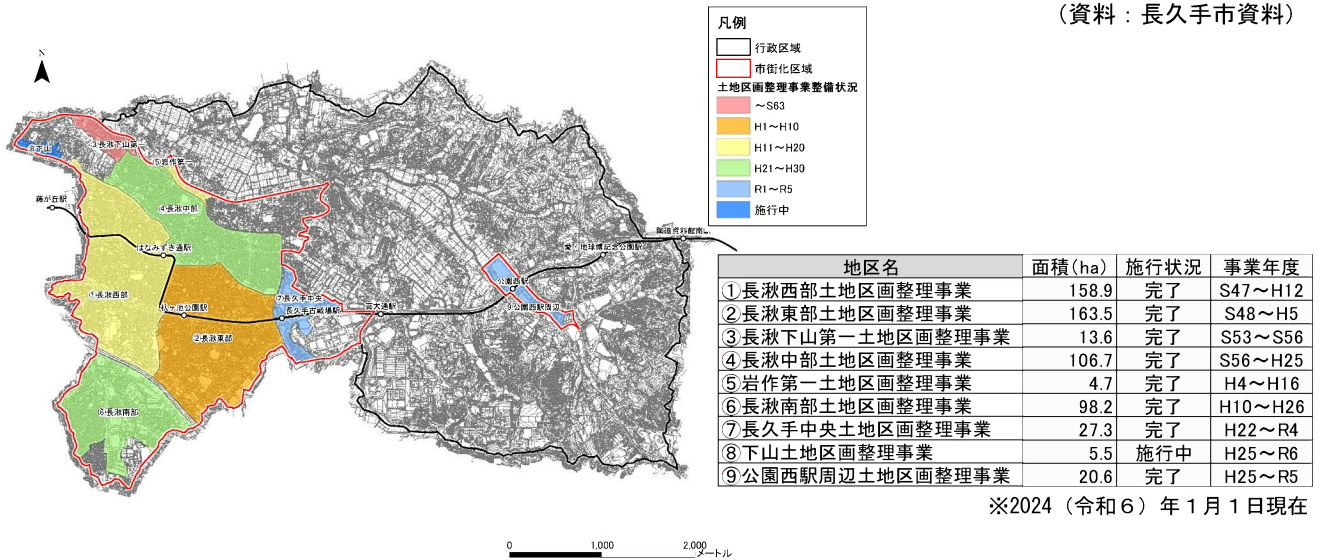 (資料：長久手市資料)
凡例
行政区域
市街化区域
土地区画整理事業整備状況
～S63
H1～H10
H11～H20
H21～H30
R1～R5
施行中
N
⑧下山
③長湫下山第一
⑤岩作第一
④長湫中部
藤が丘駅
はなみずき通駅
①長湫西部
杁ヶ池公園駅
②長湫東部
⑦長久手中央
長久手古戦場駅
芸大通駅
公園西駅
⑨公園西駅周辺
愛・地球博記念公園駅
陶磁資料館南駅
⑥長湫南部
地区名 面積(ha) 施行状況 事業年度
①長湫西部土地区画整理事業 158.9 完了 S47～H12
②長湫東部土地区画整理事業 163.5 完了 S48～H5
③長湫下山第一土地区画整理事業 13.6 完了 S53～S56
④長湫中部土地区画整理事業 106.7 完了 S56～H25
⑤岩作第一土地区画整理事業 4.7 完了 H4～H16
⑥長湫南部土地区画整理事業 98.2 完了 H10～H26
⑦長久手中央土地区画整理事業 27.3 完了 H22～R4
⑧下山土地区画整理事業 5.5 施行中 H25～R6
⑨公園西駅周辺土地区画整理事業 20.6 完了 H25～R5
※2024（令和６）年１月１日現在
0 1,000 2,000 メートル